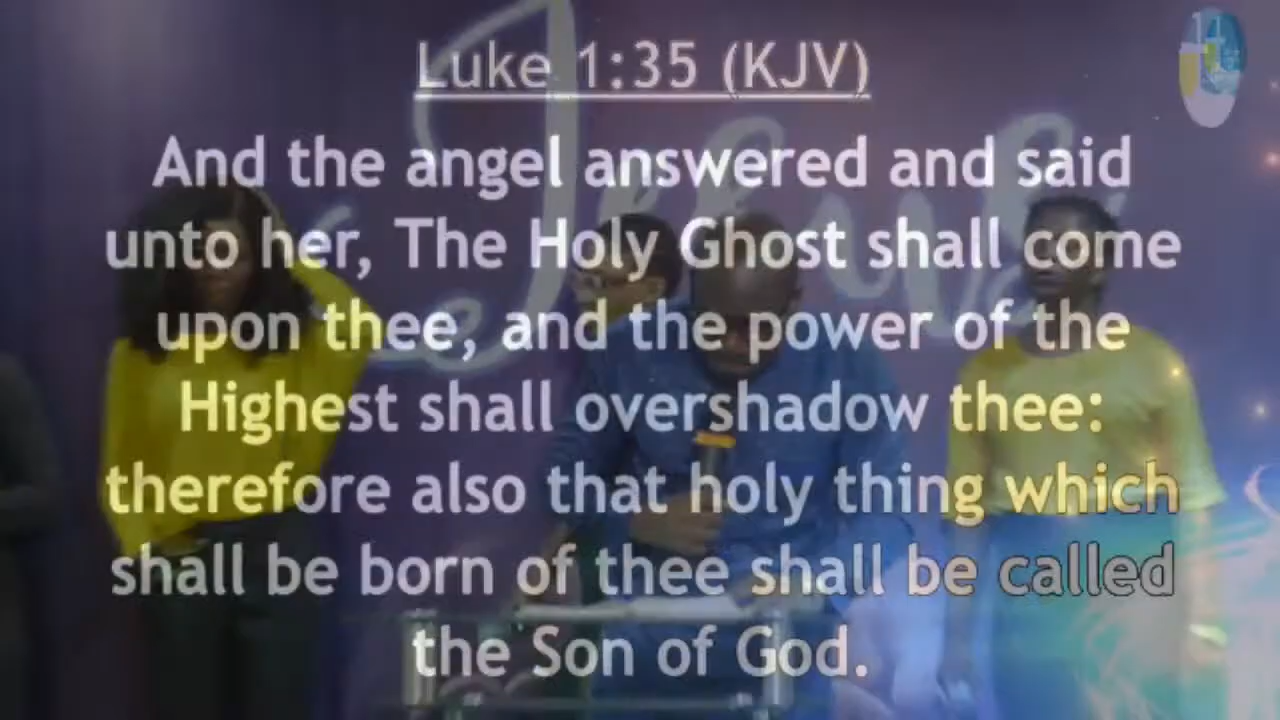 Luke 1:35 (KJV)
And the angel answered and said
unto her, The Holy Ghost shall come
upon thee, and the power of the
Highest shall overshadow thee:
therefore also that holy thing which
shall be born of thee shall be called
the Son of God.
Jesus